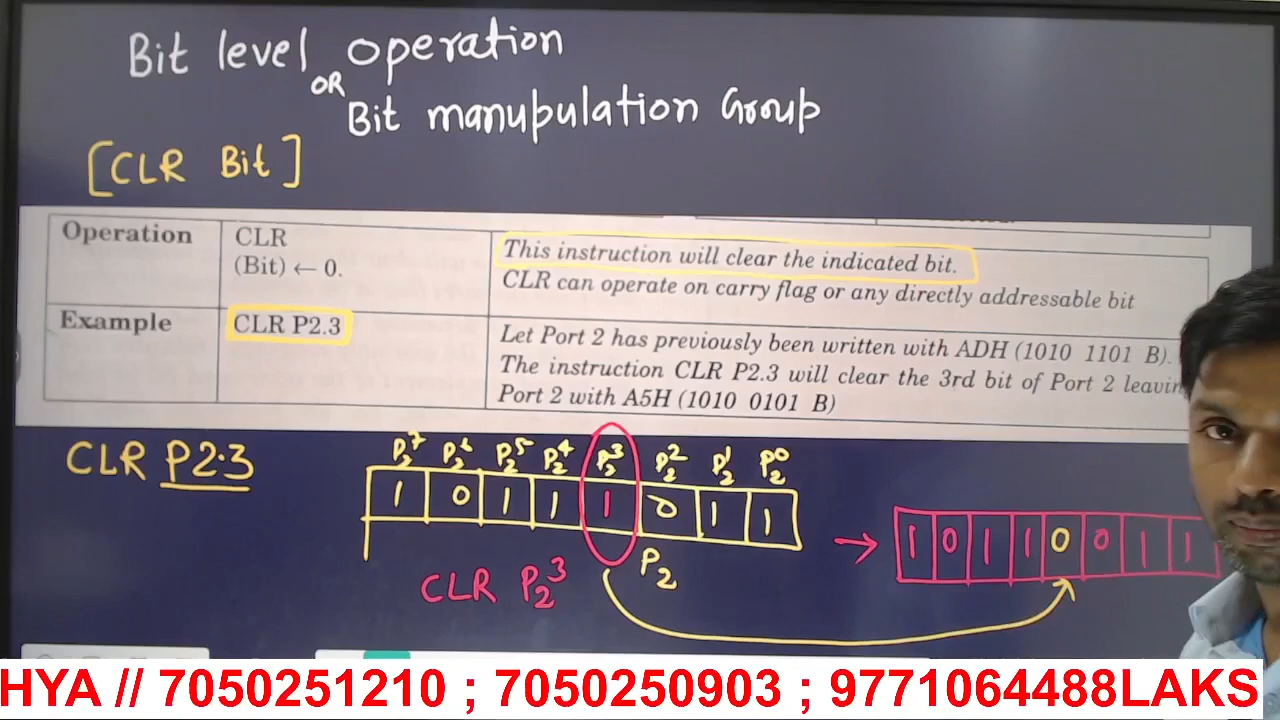 Bit level operation
OR
Bit manupulation Group
[CLR Bit]
Operation
CLR
(Bit) ← 0.
This instruction will clear the indicated bit.
CLR can operate on carry flag or any directly addressable bit
Example
CLR P2.3
Let Port 2 has previously been written with ADH (1010 1101 B).
The instruction CLR P2.3 will clear the 3rd bit of Port 2 leavin
Port 2 with A5H (1010 0101 B)
CLR P2.3
P2^7 P2^6 P2^5 P2^4 P2^3 P2^2 P2^1 P2^0
1 0 1 1 1 0 1 1
→ 1 0 1 1 0 0 1 1
CLR P2^3
P2
HYA // 7050251210 ; 7050250903 ; 9771064488LAKS